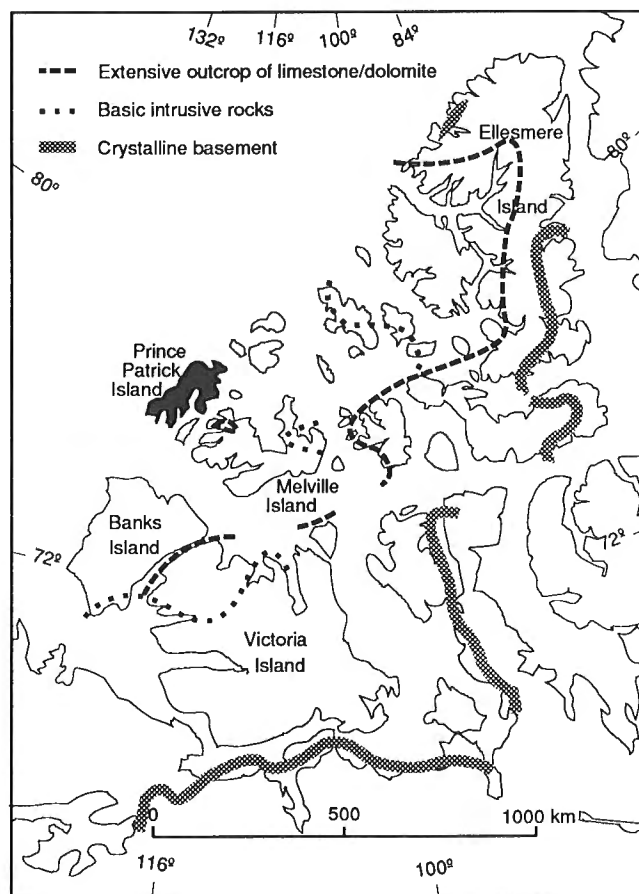 132º 116º 100º 84º
Extensive outcrop of limestone/dolomite
Basic intrusive rocks
Crystalline basement
Ellesmere
Island
80º
80º
Prince
Patrick
Island
Melville
Island
Banks
Island
72º
72º
Victoria
Island
0 500 1000 km
116º 100º